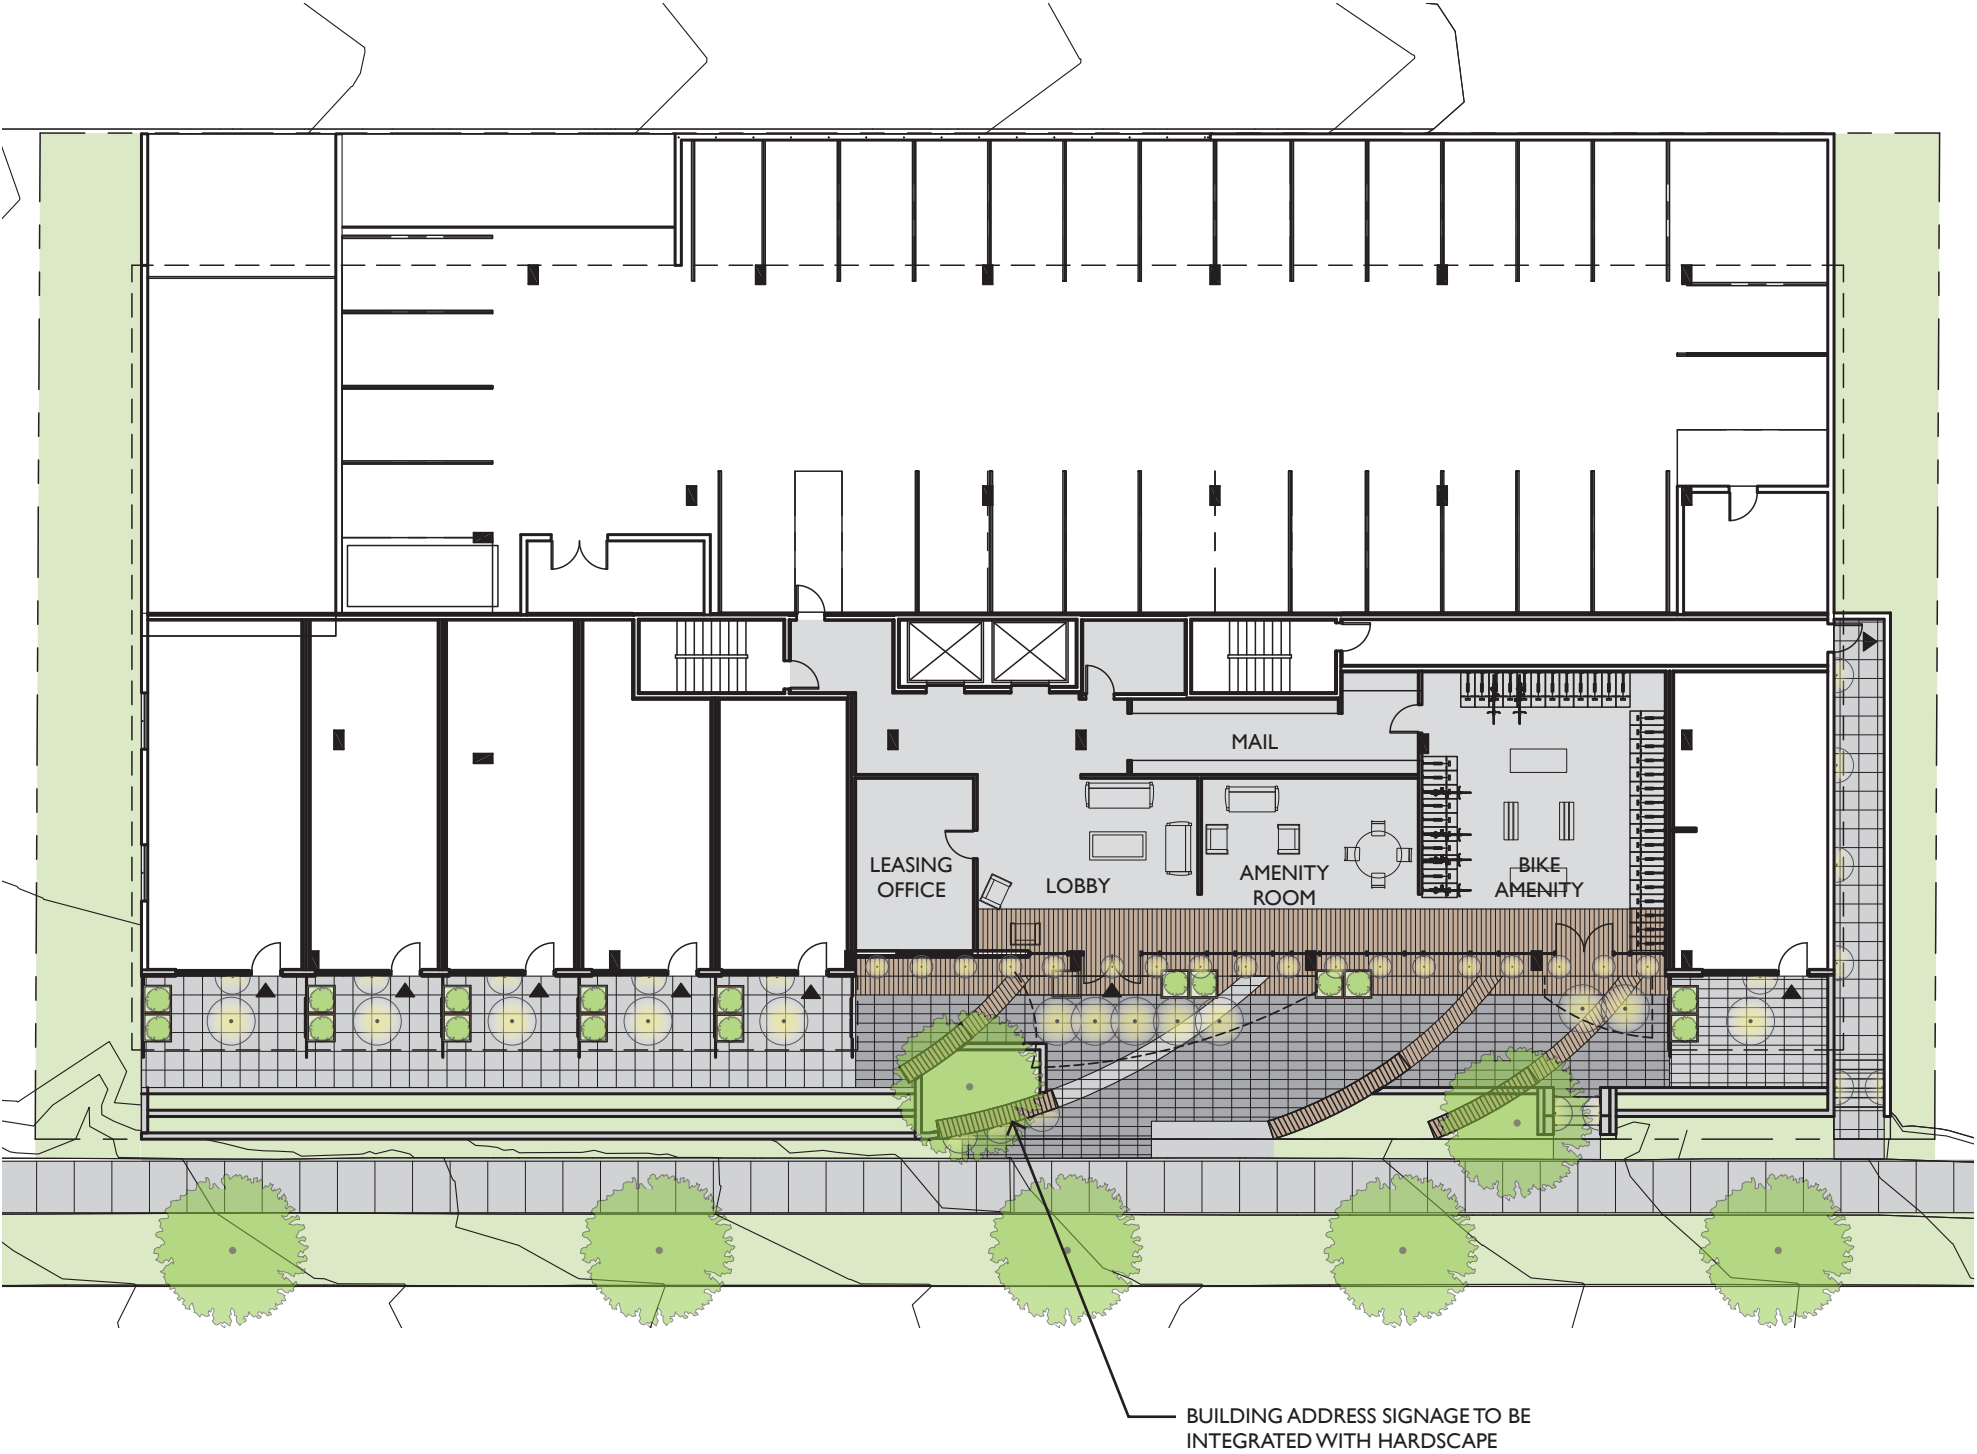 MAIL
LEASING
OFFICE
LOBBY
AMENITY
ROOM
BIKE
AMENITY
BUILDING ADDRESS SIGNAGE TO BE
INTEGRATED WITH HARDSCAPE